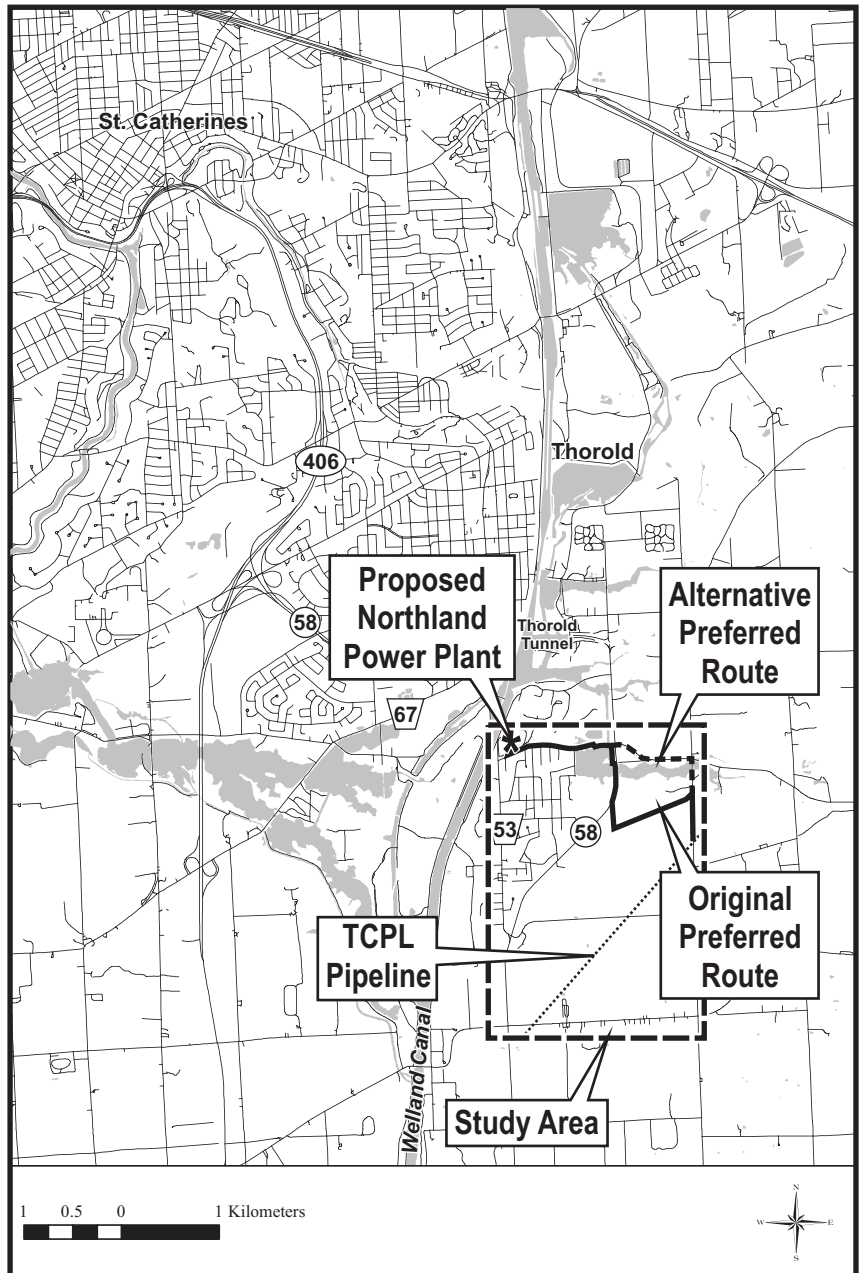 St. Catherines
406
Thorold
Proposed
Northland
Power Plant
Alternative
Preferred
Route
58
Thorold
Tunnel
67
53
58
Original
Preferred
Route
TCPL
Pipeline
Welland Canal
Study Area
1 0.5 0 1 Kilometers
N
W E
S